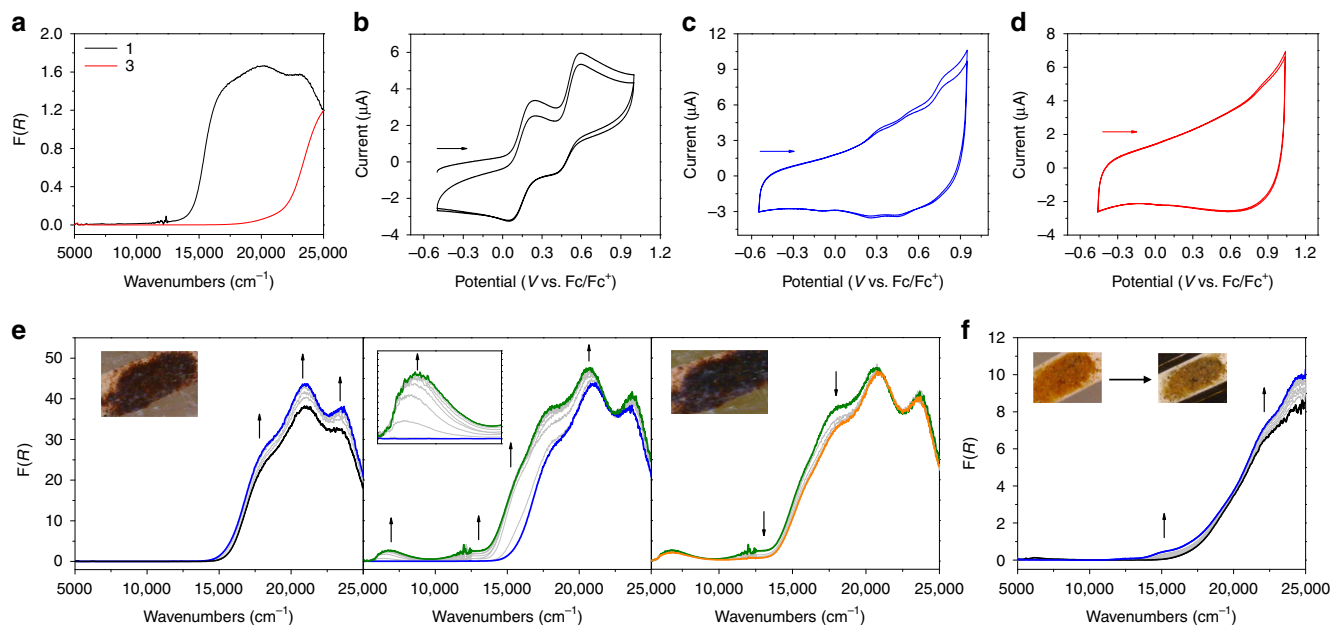 a
2.0
1.6
1.2
0.8
0.4
0.0
F(R)
1
3
5000 10,000 15,000 20,000 25,000
Wavenumbers (cm⁻¹)
b
6
4
2
0
−2
−4
Current (μA)
−0.6 −0.3 0.0 0.3 0.6 0.9 1.2
Potential (V vs. Fc/Fc⁺)
c
12
9
6
3
0
−3
Current (μA)
−0.6 −0.3 0.0 0.3 0.6 0.9
Potential (V vs. Fc/Fc⁺)
d
8
6
4
2
0
−2
−4
Current (μA)
−0.6 −0.3 0.0 0.3 0.6 0.9 1.2
Potential (V vs. Fc/Fc⁺)
e
50
40
30
20
10
0
F(R)
5000 10,000 15,000 20,000 25,000
10,000 15,000 20,000 25,000
10,000 15,000 20,000 25,000
Wavenumbers (cm⁻¹)
Wavenumbers (cm⁻¹)
Wavenumbers (cm⁻¹)
f
12
10
8
6
4
2
0
F(R)
5000 10,000 15,000 20,000 25,000
Wavenumbers (cm⁻¹)